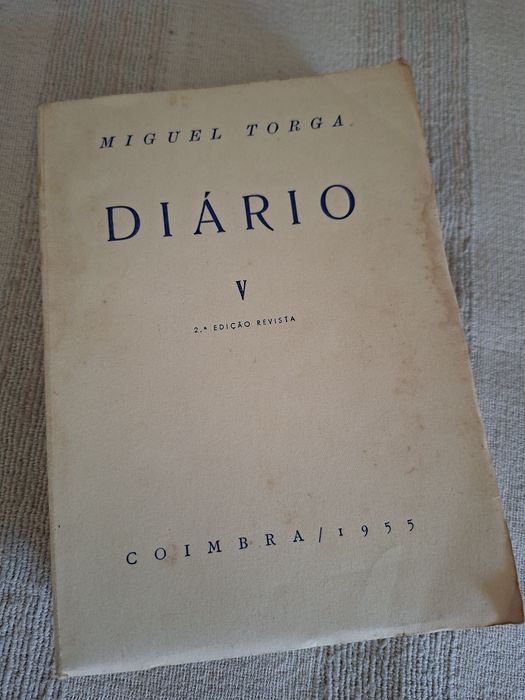 MIGUEL TORGA
DIÁRIO
V
2.ª EDIÇÃO REVISTA
COIMBRA / 1955